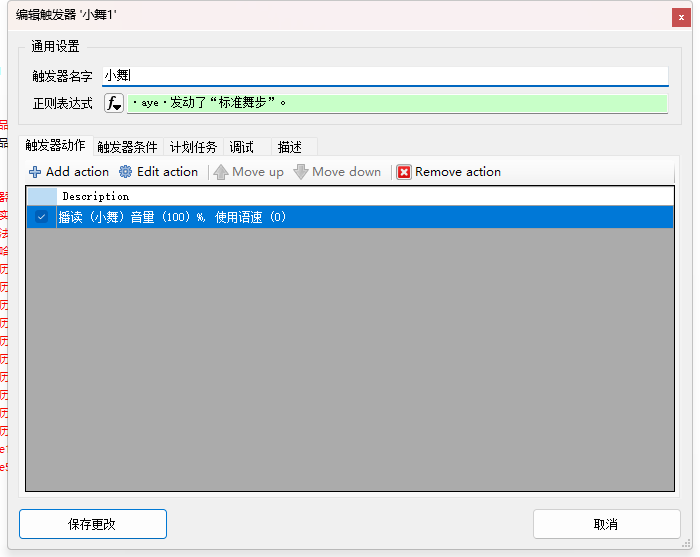 编辑触发器 '小舞1'
通用设置
触发器名字 小舞
正则表达式 f ·aye·发动了“标准舞步”。
触发器动作 触发器条件 计划任务 调试 描述
Add action Edit action Move up Move down Remove action
Description
播读 (小舞) 音量 (100) %, 使用语速 (0)
保存更改 取消